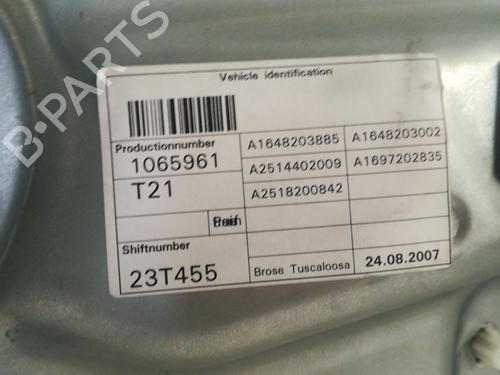 B-PARTS
Vehicle identification
Productionnumber
1065961
T21
Shiftnumber
23T455
A1648203885 A1648203002
A2514402009 A1697202835
A2518200842
Brose Tuscaloosa 24.08.2007